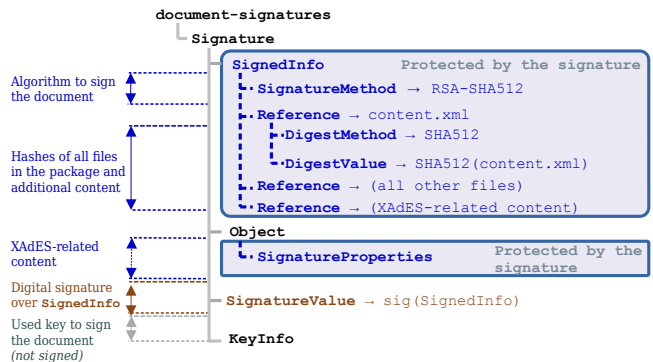 document-signatures
Signature
SignedInfo
Protected by the signature
Algorithm to sign
the document
SignatureMethod → RSA-SHA512
Reference → content.xml
DigestMethod → SHA512
Hashes of all files
in the package and
additional content
DigestValue → SHA512(content.xml)
Reference → (all other files)
Reference → (XAdES-related content)
Object
XAdES-related
content
SignatureProperties
Protected by the
signature
Digital signature
over SignedInfo
SignatureValue → sig(SignedInfo)
Used key to sign
the document
(not signed)
KeyInfo